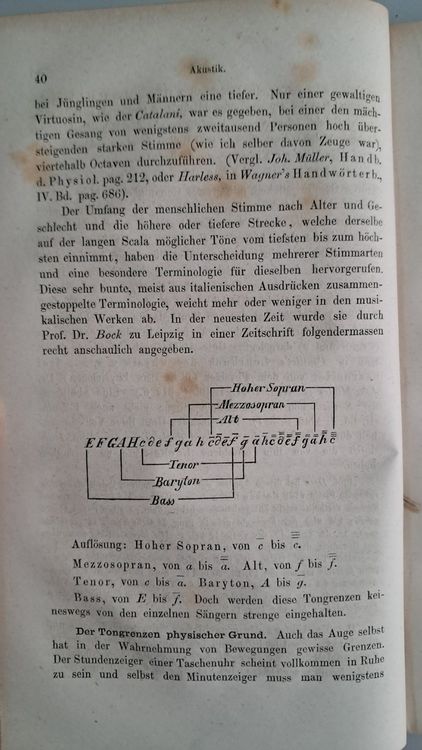 40
Akustik.
bei Jünglingen und Männern eine tiefer. Nur einer gewaltigen
Virtuosin, wie der Catalani, war es gegeben, bei einer den mäch-
tigen Gesang von wenigstens zweitausend Personen hoch über-
steigenden starken Stimme (wie ich selber davon Zeuge war),
viertehalb Octaven durchzuführen. (Vergl. Joh. Müller, Handb.
d. Physiol. pag. 212, oder Harless, in Wagner's Handwörterb.,
IV. Bd. pag. 686).
Der Umfang der menschlichen Stimme nach Alter und Ge-
schlecht und die höhere oder tiefere Strecke, welche derselbe
auf der langen Scala möglicher Töne vom tiefsten bis zum höch-
sten einnimmt, haben die Unterscheidung mehrerer Stimmarten
und eine besondere Terminologie für dieselben hervorgerufen.
Diese sehr bunte, meist aus italienischen Ausdrücken zusammen-
gestoppelte Terminologie, weicht mehr oder weniger in den musi-
kalischen Werken ab. In der neuesten Zeit wurde sie durch
Prof. Dr. Bock zu Leipzig in einer Zeitschrift folgendermassen
recht anschaulich angegeben.
Hoher Sopran
Mezzosopran
Alt
E F G A H c d e f g a h c̅ d̅ e̅ f̅ g̅ a̅ h̅ c̿ d̿ e̿ f̿ g̿ a̿ h̿ c̿̅
Tenor
Baryton
Bass
Auflösung: Hoher Sopran, von c̅ bis c̿̅.
Mezzosopran, von a bis a̿. Alt, von f bis f̿.
Tenor, von c bis a̅. Baryton, A bis g̅.
Bass, von E bis f̅. Doch werden diese Tongrenzen kei-
neswegs von den einzelnen Sängern strenge eingehalten.
Der Tongrenzen physischer Grund. Auch das Auge selbst
hat in der Wahrnehmung von Bewegungen gewisse Grenzen.
Der Stundenzeiger einer Taschenuhr scheint vollkommen in Ruhe
zu sein und selbst den Minutenzeiger muss man wenigstens